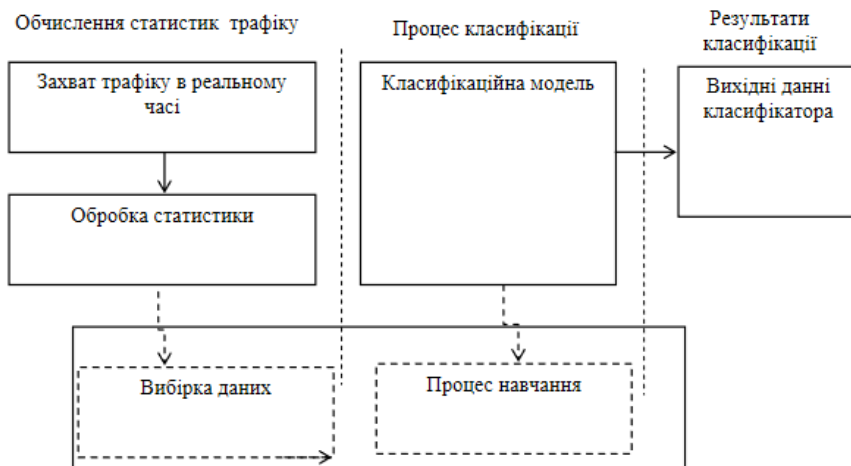 Обчислення статистик трафіку
Процес класифікації
Результати
класифікації
Захват трафіку в реальному
часі
Класифікаційна модель
Вихідні данні
класифікатора
Обробка статистики
Вибірка даних
Процес навчання